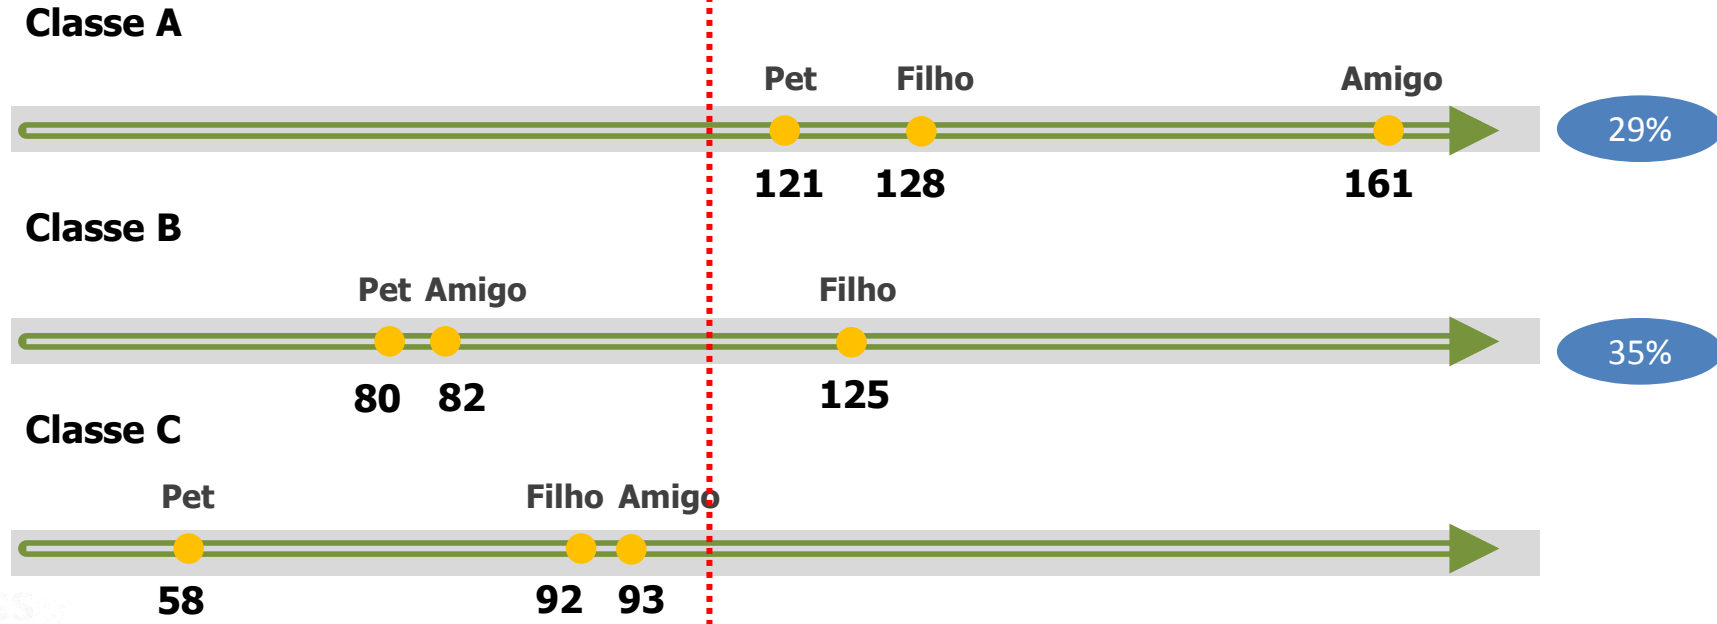 Classe A
Pet Filho Amigo
29%
121 128 161
Classe B
Pet Amigo Filho
35%
80 82 125
Classe C
Pet Filho Amigo
58 92 93